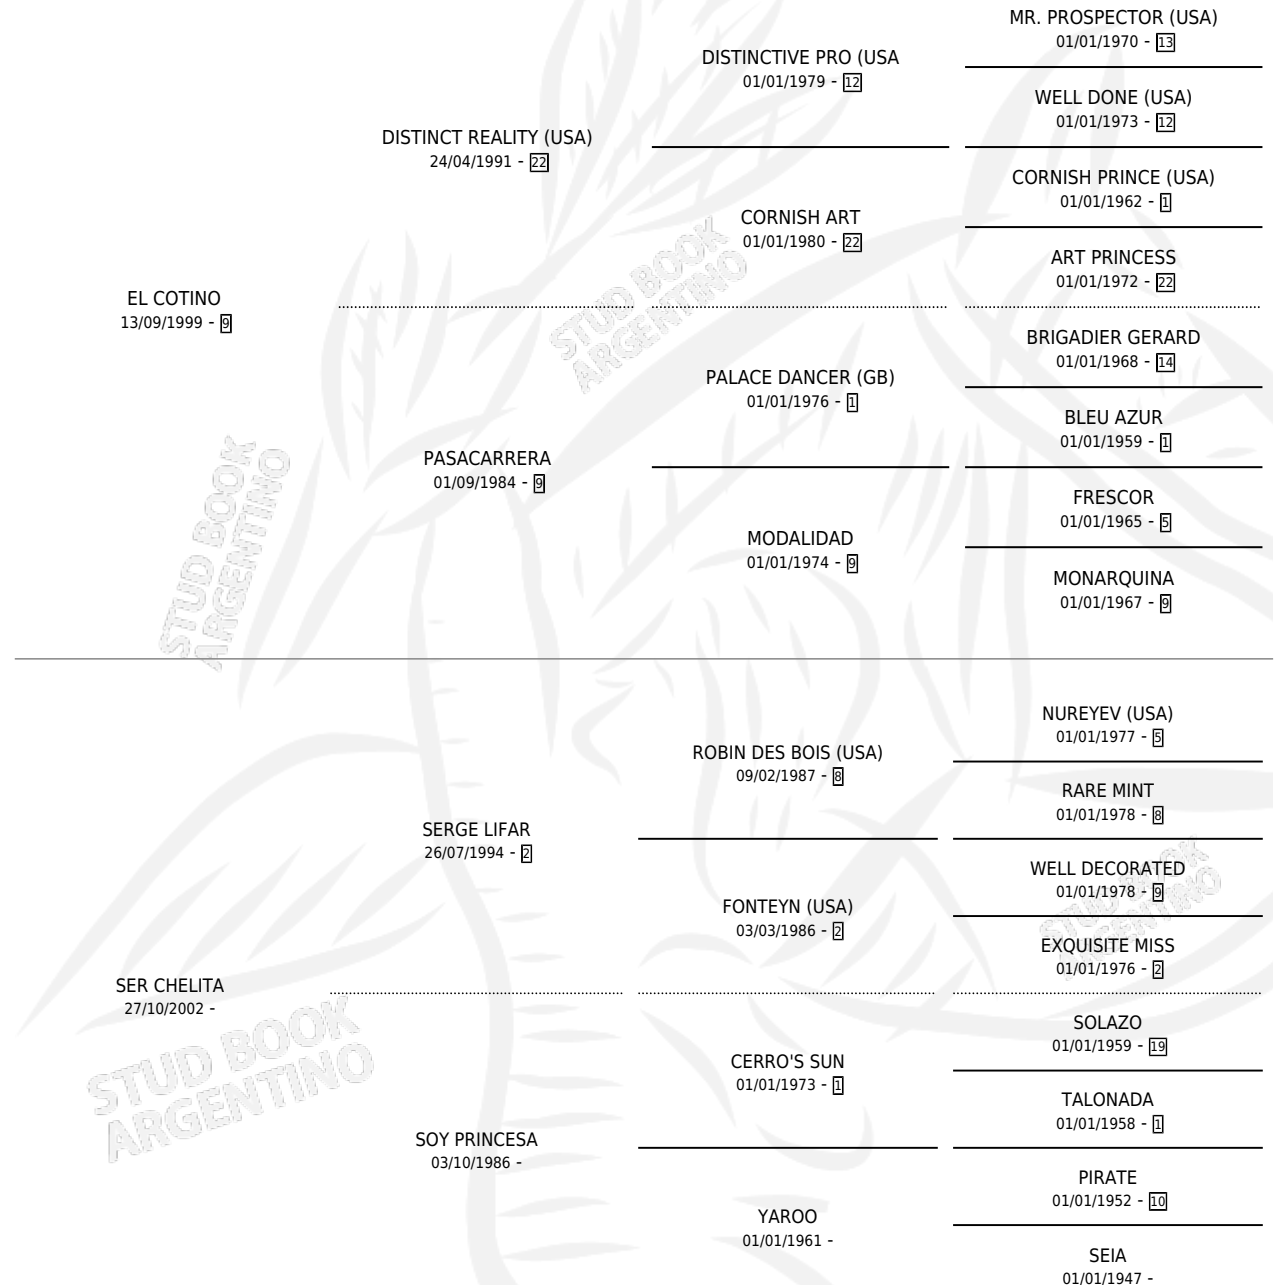 MR. PROSPECTOR (USA)
01/01/1970 - 13
DISTINCTIVE PRO (USA
01/01/1979 - 12
WELL DONE (USA)
01/01/1973 - 12
DISTINCT REALITY (USA)
24/04/1991 - 22
CORNISH PRINCE (USA)
01/01/1962 - 1
CORNISH ART
01/01/1980 - 22
ART PRINCESS
01/01/1972 - 22
EL COTINO
13/09/1999 - 9
BRIGADIER GERARD
01/01/1968 - 14
PALACE DANCER (GB)
01/01/1976 - 1
BLEU AZUR
01/01/1959 - 1
PASACARRERA
01/09/1984 - 9
FRESCOR
01/01/1965 - 5
MODALIDAD
01/01/1974 - 9
MONARQUINA
01/01/1967 - 9
STUD BOOK
ARGENTINO
STUD BOOK
ARGENTINO
NUREYEV (USA)
01/01/1977 - 5
ROBIN DES BOIS (USA)
09/02/1987 - 8
RARE MINT
01/01/1978 - 8
SERGE LIFAR
26/07/1994 - 2
WELL DECORATED
01/01/1978 - 9
FONTEYN (USA)
03/03/1986 - 2
EXQUISITE MISS
01/01/1976 - 2
SER CHELITA
27/10/2002 -
SOLAZO
01/01/1959 - 19
CERRO'S SUN
01/01/1973 - 1
TALONADA
01/01/1958 - 1
SOY PRINCESA
03/10/1986 -
PIRATE
01/01/1952 - 10
YAROO
01/01/1961 -
SEIA
01/01/1947 -
STUD BOOK
ARGENTINO
STUD BOOK
ARGENTINO